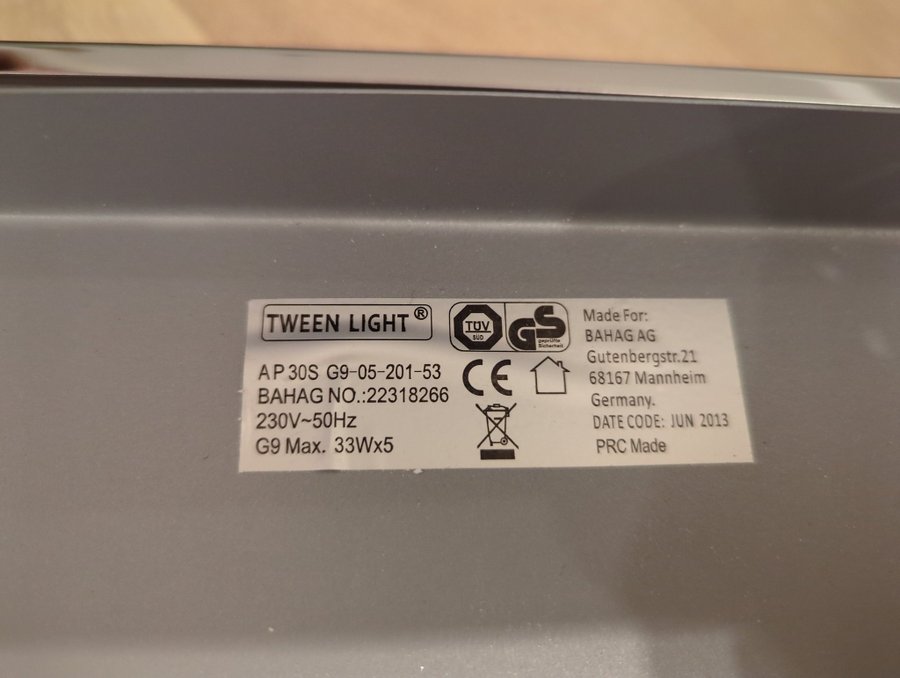 TWEEN LIGHT®
AP 30S G9-05-201-53
BAHAG NO.:22318266
230V~50Hz
G9 Max. 33Wx5
TÜV
SÜD
GS
geprüfte
Sicherheit
CE
Made For:
BAHAG AG
Gutenbergstr.21
68167 Mannheim
Germany.
DATE CODE: JUN 2013
PRC Made